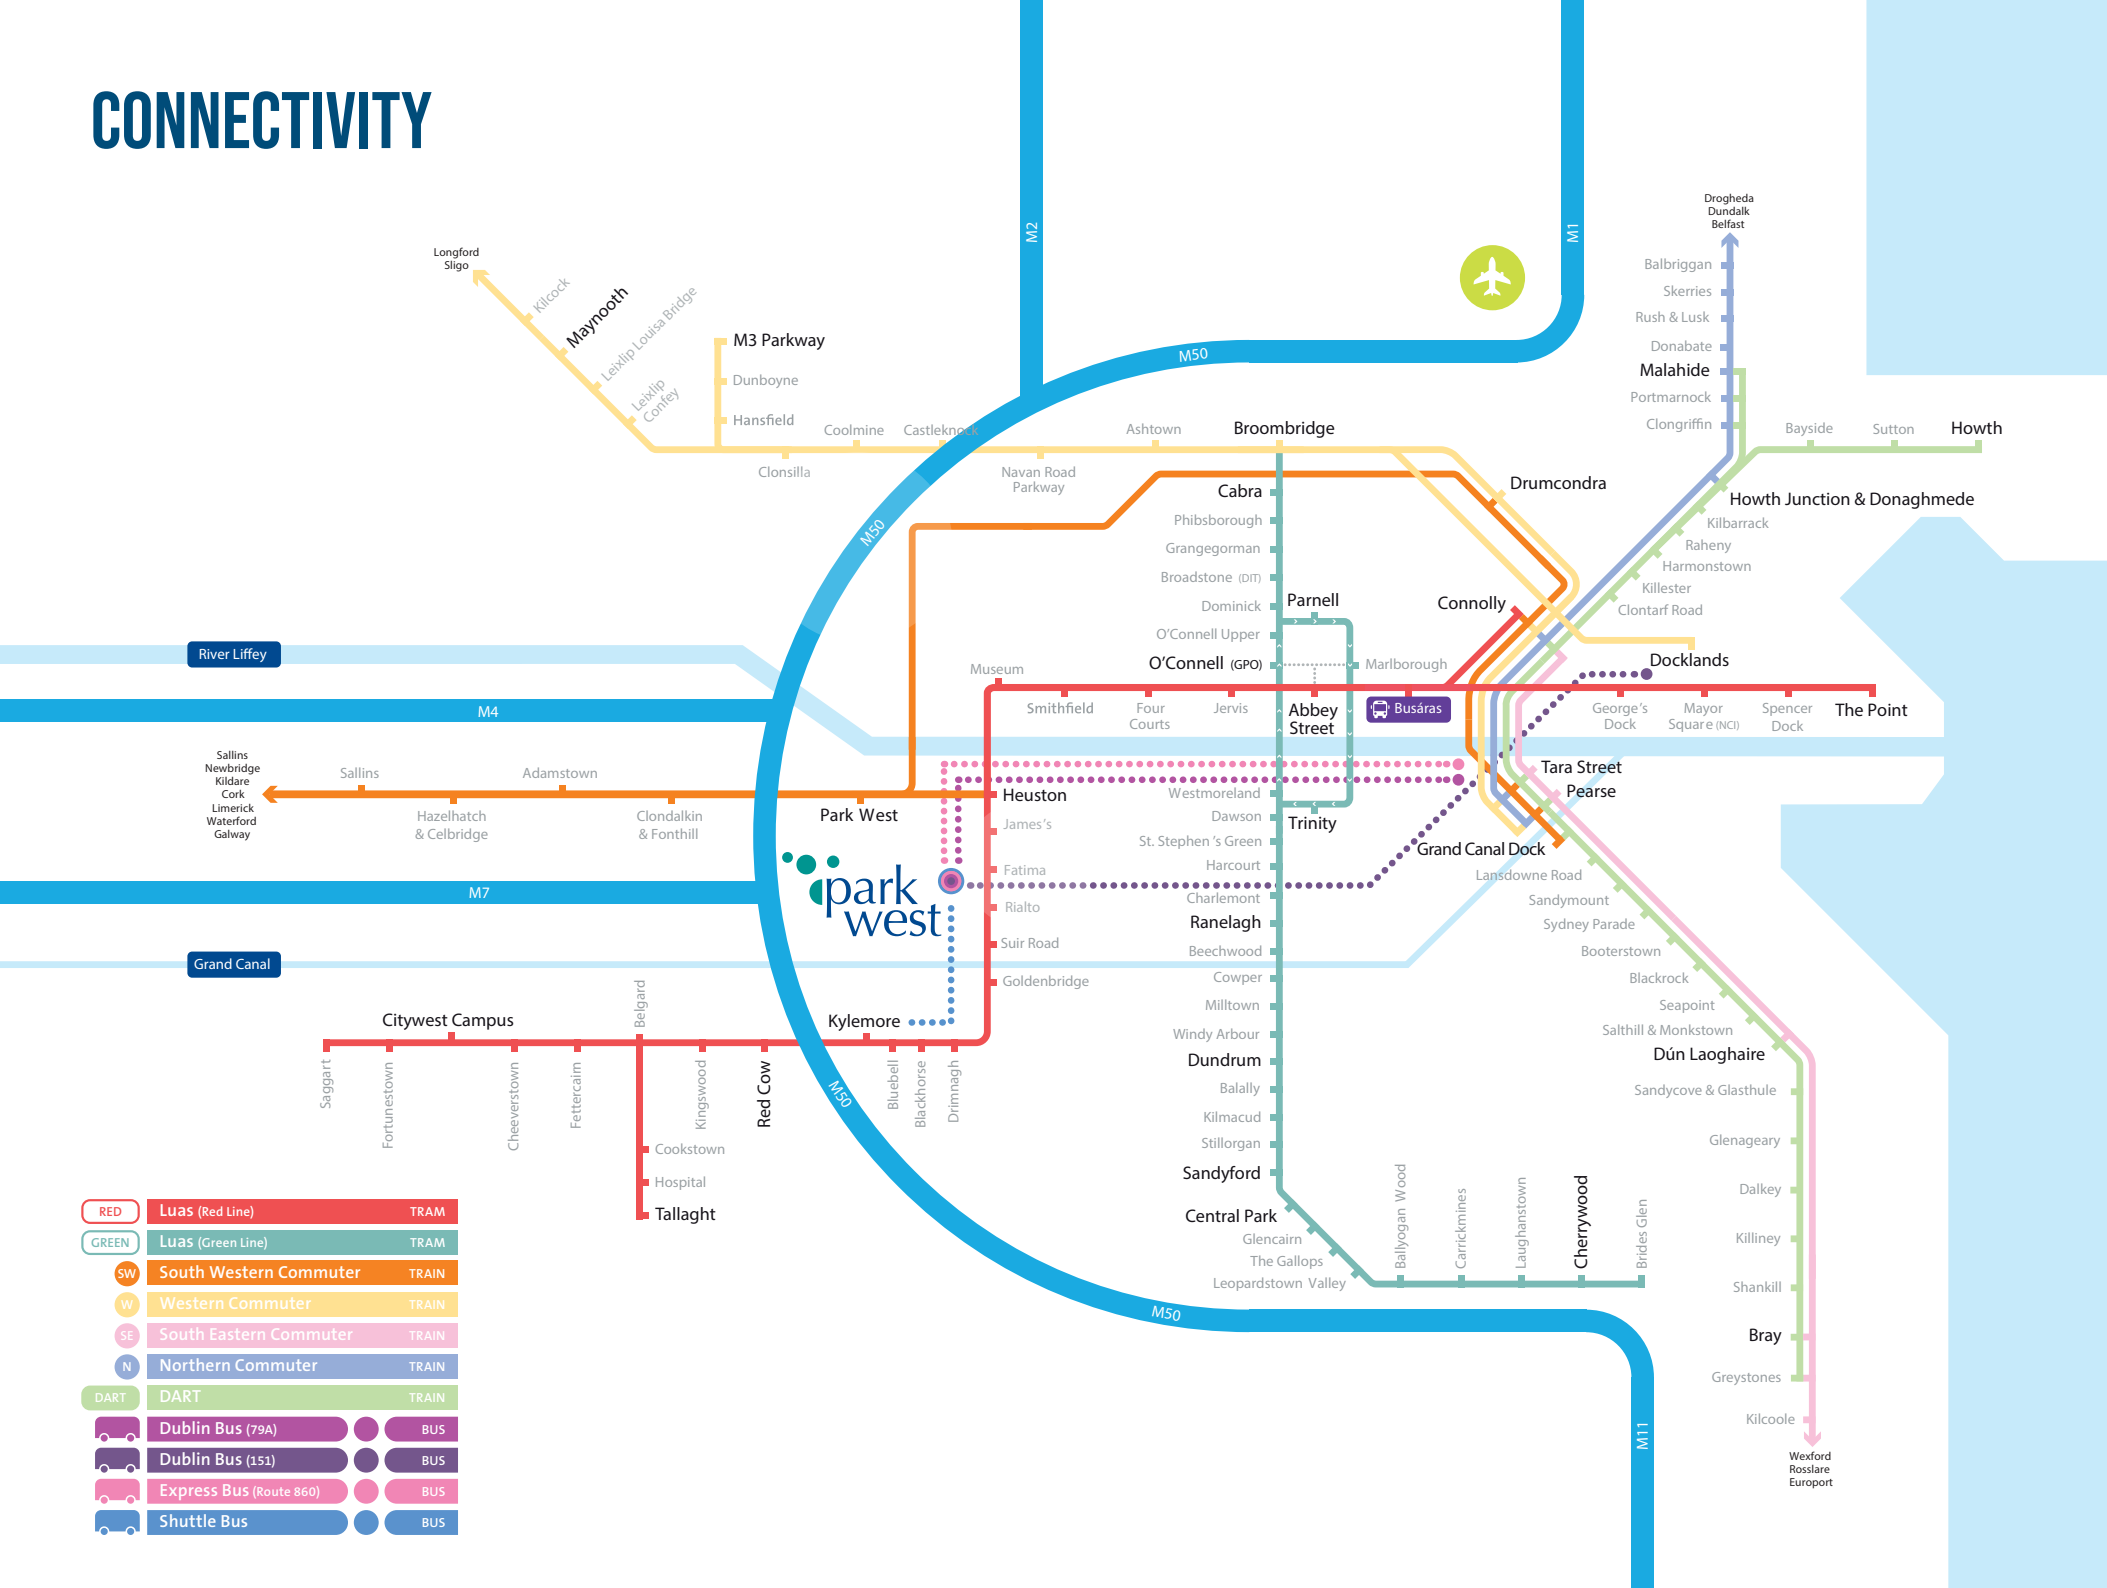 CONNECTIVITY
M2
M1
M50
Longford
Sligo
Kilcock
Maynooth
Leixlip Louisa Bridge
Leixlip
Confey
M3 Parkway
Dunboyne
Hansfield
Clonsilla
Coolmine
Castleknock
Navan Road
Parkway
Ashtown
Broombridge
Drumcondra
Drogheda
Dundalk
Belfast
Balbriggan
Skerries
Rush & Lusk
Donabate
Malahide
Portmarnock
Clongriffin
Bayside
Sutton
Howth
Howth Junction & Donaghmede
Kilbarrack
Raheny
Harmonstown
Killester
Clontarf Road
M50
Cabra
Phibsborough
Grangegorman
Broadstone (DIT)
Dominick
O'Connell Upper
O'Connell (GPO)
Parnell
Marlborough
Connolly
Docklands
River Liffey
M4
Museum
Smithfield
Four
Courts
Jervis
Abbey
Street
Busáras
George's
Dock
Mayor
Square (NCI)
Spencer
Dock
The Point
Sallins
Newbridge
Kildare
Cork
Limerick
Waterford
Galway
Sallins
Hazelhatch
& Celbridge
Adamstown
Clondalkin
& Fonthill
Park West
Heuston
James's
Fatima
Rialto
Suir Road
Goldenbridge
Westmoreland
Trinity
Dawson
St. Stephen 's Green
Harcourt
Charlemont
Ranelagh
Beechwood
Cowper
Milltown
Windy Arbour
Dundrum
Balally
Kilmacud
Stillorgan
Sandyford
Central Park
Glencairn
The Gallops
Leopardstown Valley
Ballyogan Wood
Carrickmines
Laughanstown
Cherrywood
Brides Glen
Tara Street
Pearse
Grand Canal Dock
Lansdowne Road
Sandymount
Sydney Parade
Booterstown
Blackrock
Seapoint
Salthill & Monkstown
Dún Laoghaire
Sandycove & Glasthule
Glenageary
Dalkey
Killiney
Shankill
Bray
Greystones
Kilcoole
Wexford
Rosslare
Europort
M7
park
west
Grand Canal
Kylemore
Citywest Campus
Belgard
Saggart
Fortunestown
Cheeverstown
Fettercairn
Kingswood
Red Cow
Bluebell
Blackhorse
Drimnagh
Cookstown
Hospital
Tallaght
M50
M50
M11
RED Luas (Red Line) TRAM
GREEN Luas (Green Line) TRAM
SW South Western Commuter TRAIN
W Western Commuter TRAIN
SE South Eastern Commuter TRAIN
N Northern Commuter TRAIN
DART DART TRAIN
Dublin Bus (79A) BUS
Dublin Bus (151) BUS
Express Bus (Route 860) BUS
Shuttle Bus BUS